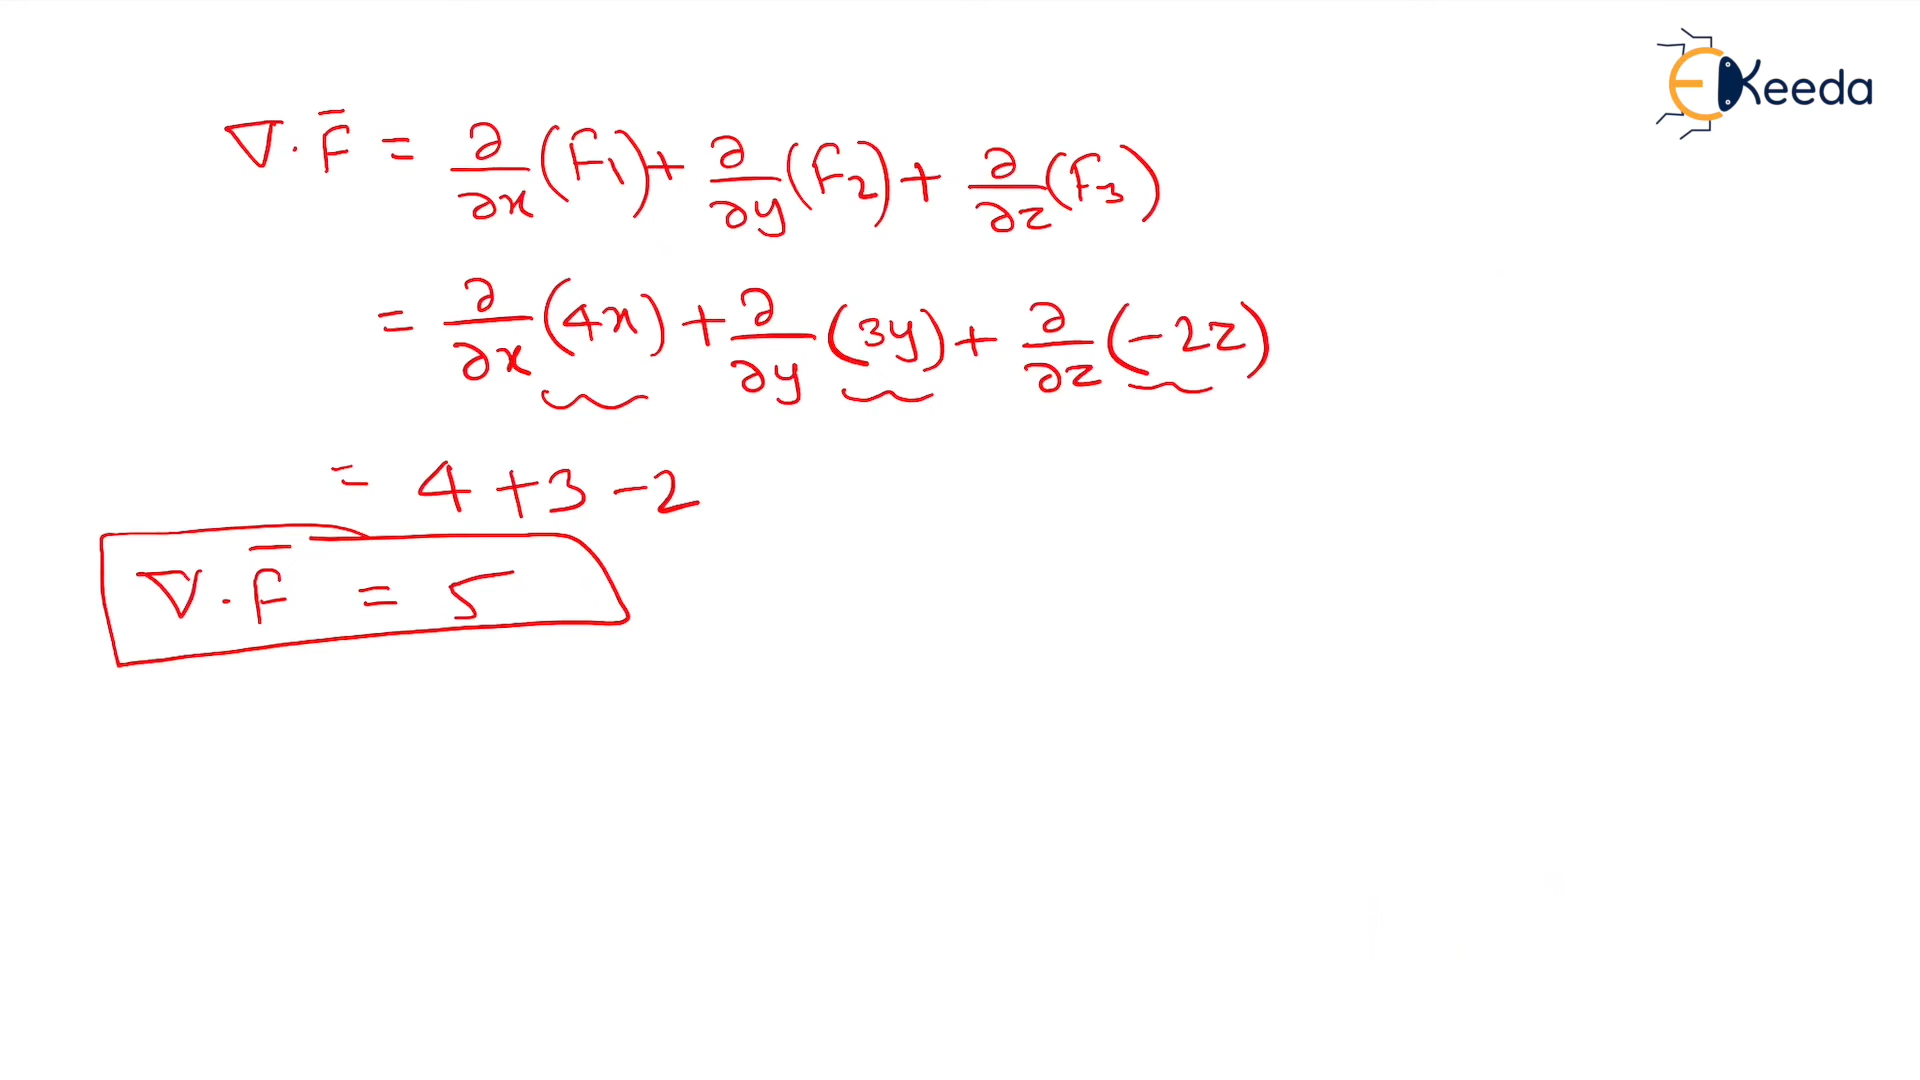 EKeeda
∇·F̄ = ∂/∂x (F₁) + ∂/∂y (F₂) + ∂/∂z (F₃)
= ∂/∂x (4x) + ∂/∂y (3y) + ∂/∂z (-2z)
= 4 + 3 - 2
∇·F̄ = 5